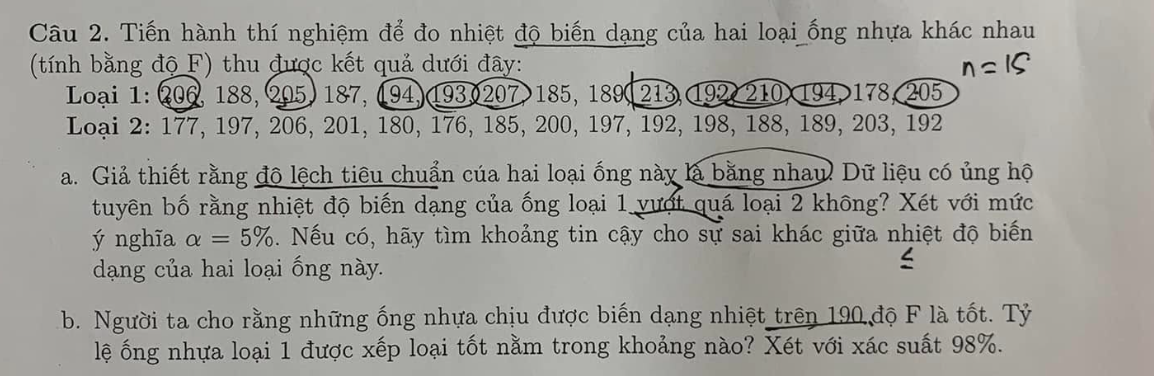 Câu 2. Tiến hành thí nghiệm để đo nhiệt độ biến dạng của hai loại ống nhựa khác nhau
(tính bằng độ F) thu được kết quả dưới đây:
n=15
Loại 1: 206, 188, 205, 187, 194, 193, 207, 185, 189, 213, 192, 210, 194, 178, 205
Loại 2: 177, 197, 206, 201, 180, 176, 185, 200, 197, 192, 198, 188, 189, 203, 192
a. Giả thiết rằng độ lệch tiêu chuẩn của hai loại ống này là bằng nhau. Dữ liệu có ủng hộ
tuyên bố rằng nhiệt độ biến dạng của ống loại 1 vượt quá loại 2 không? Xét với mức
ý nghĩa α = 5%. Nếu có, hãy tìm khoảng tin cậy cho sự sai khác giữa nhiệt độ biến
≤
dạng của hai loại ống này.
b. Người ta cho rằng những ống nhựa chịu được biến dạng nhiệt trên 190 độ F là tốt. Tỷ
lệ ống nhựa loại 1 được xếp loại tốt nằm trong khoảng nào? Xét với xác suất 98%.